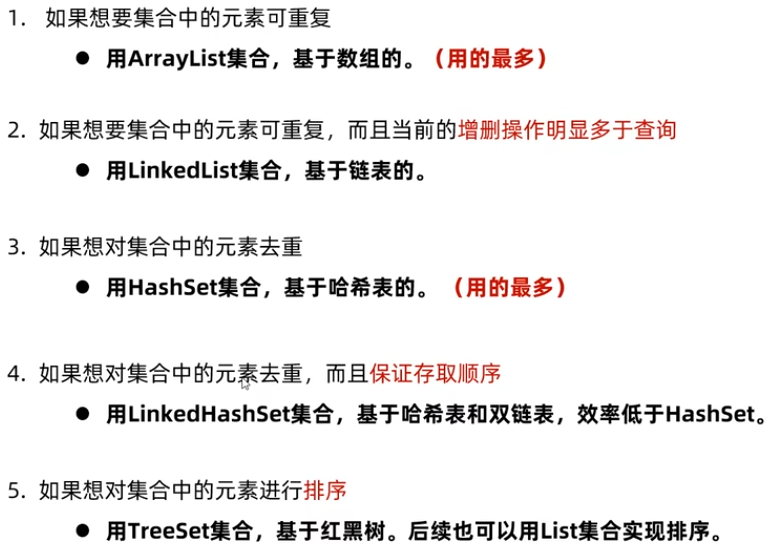 1. 如果想要集合中的元素可重复
● 用ArrayList集合，基于数组的。（用的最多）
2. 如果想要集合中的元素可重复，而且当前的增删操作明显多于查询
● 用LinkedList集合，基于链表的。
3. 如果想对集合中的元素去重
● 用HashSet集合，基于哈希表的。（用的最多）
4. 如果想对集合中的元素去重，而且保证存取顺序
● 用LinkedHashSet集合，基于哈希表和双链表，效率低于HashSet。
5. 如果想对集合中的元素进行排序
● 用TreeSet集合，基于红黑树。后续也可以用List集合实现排序。